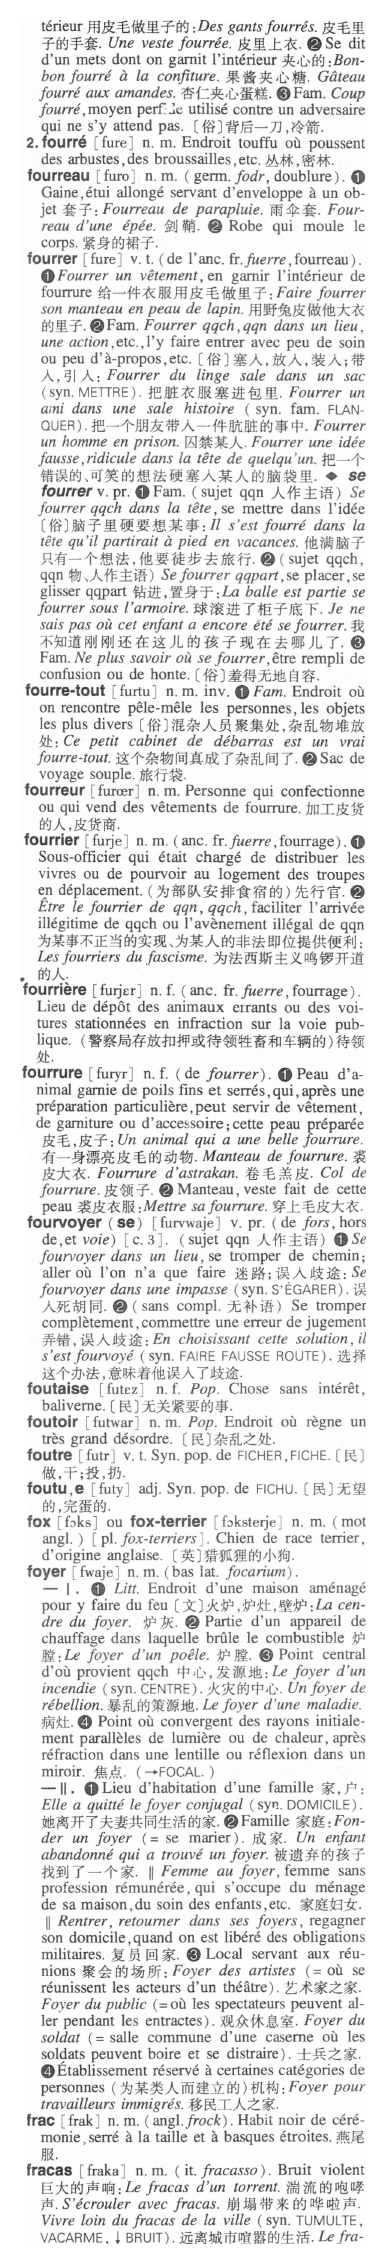 térieur 用皮毛做里子的:Des gants fourrés. 皮毛里
子的手套. Une veste fourrée. 皮里上衣. ❷ Se dit
d'un mets dont on garnit l'intérieur 夹心的:Bon-
bon fourré à la confiture. 果酱夹心糖. Gâteau
fourré aux amandes. 杏仁夹心蛋糕. ❸ Fam. Coup
fourré, moyen perfide utilisé contre un adversaire
qui ne s'y attend pas. 〔俗〕背后一刀,冷箭.
2. fourré [fure] n. m. Endroit touffu où poussent
des arbustes, des broussailles, etc. 丛林,密林.
fourreau [furo] n. m. ( germ. fodr, doublure). ❶
Gaine, étui allongé servant d'enveloppe à un ob-
jet 套子: Fourreau de parapluie. 雨伞套. Four-
reau d'une épée. 剑鞘. ❷ Robe qui moule le
corps. 紧身的裙子.
fourrer [fure] v. t. ( de l'anc. fr. fuerre, fourreau).
❶ Fourrer un vêtement, en garnir l'intérieur de
fourrure 给一件衣服用皮毛做里子: Faire fourrer
son manteau en peau de lapin. 用野兔皮做他大衣
的里子. ❷ Fam. Fourrer qqch, qqn dans un lieu,
une action, etc., l'y faire entrer avec peu de soin
ou peu d'à-propos, etc. 〔俗〕塞入,放入,装入;带
入,引入: Fourrer du linge sale dans un sac
(syn. METTRE). 把脏衣服塞进包里. Fourrer un
ami dans une sale histoire ( syn. fam. FLAN-
QUER). 把一个朋友带入一件肮脏的事中. Fourrer
un homme en prison. 囚禁某人. Fourrer une idée
fausse, ridicule dans la tête de quelqu'un. 把一个
错误的、可笑的想法硬塞入某人的脑袋里. ◆ se
fourrer v. pr. ❶ Fam. (sujet qqn 人作主语) Se
fourrer qqch dans la tête, se mettre dans l'idée
〔俗〕脑子里硬要想某事: Il s'est fourré dans la
tête qu'il partirait à pied en vacances. 他满脑子
只有一个想法,他要徒步去旅行. ❷ ( sujet qqch,
qqn 物、人作主语) Se fourrer qqpart, se placer, se
glisser qqpart 钻进,置身于: La balle est partie se
fourrer sous l'armoire. 球滚进了柜子底下. Je ne
sais pas où cet enfant a encore été se fourrer. 我
不知道刚刚还在这儿的孩子现在去哪儿了. ❸
Fam. Ne plus savoir où se fourrer, être rempli de
confusion ou de honte. 〔俗〕羞得无地自容.
fourre-tout [furtu] n. m. inv. ❶ Fam. Endroit où
on rencontre pêle-mêle les personnes, les objets
les plus divers 〔俗〕混杂人员聚集处,杂乱物堆放
处: Ce petit cabinet de débarras est un vrai
fourre-tout. 这个杂物间真成了杂乱间了. ❷ Sac de
voyage souple. 旅行袋.
fourreur [furœr] n. m. Personne qui confectionne
ou qui vend des vêtements de fourrure. 加工皮货
的人,皮货商.
fourrier [furje] n. m. ( anc. fr. fuerre, fourrage). ❶
Sous-officier qui était chargé de distribuer les
vivres ou de pourvoir au logement des troupes
en déplacement. (为部队安排食宿的)先行官. ❷
Être le fourrier de qqn, qqch, faciliter l'arrivée
illégitime de qqch ou l'avènement illégal de qqn
为某事不正当的实现、为某人的非法即位提供便利:
Les fourriers du fascisme. 为法西斯主义鸣锣开道
的人.
fourrière [furjɛr] n. f. ( anc. fr. fuerre, fourrage).
Lieu de dépôt des animaux errants ou des voi-
tures stationnées en infraction sur la voie pub-
lique. (警察局存放扣押或待领牲畜和车辆的)待领
处.
fourrure [furyr] n. f. ( de fourrer). ❶ Peau d'a-
nimal garnie de poils fins et serrés, qui, après une
préparation particulière, peut servir de vêtement,
de garniture ou d'accessoire; cette peau préparée
皮毛,皮子: Un animal qui a une belle fourrure.
有一身漂亮皮毛的动物. Manteau de fourrure. 裘
皮大衣. Fourrure d'astrakan. 卷毛羔皮. Col de
fourrure. 皮领子. ❷ Manteau, veste fait de cette
peau 裘皮衣服: Mettre sa fourrure. 穿上毛皮大衣.
fourvoyer (se) [furvwaje] v. pr. (de fors, hors
de, et voie) [c. 3]. (sujet qqn 人作主语) ❶ Se
fourvoyer dans un lieu, se tromper de chemin;
aller où l'on n'a que faire 迷路;误入歧途: Se
fourvoyer dans une impasse (syn. S'ÉGARER). 误
入死胡同. ❷ ( sans compl. 无补语) Se tromper
complètement, commettre une erreur de jugement
弄错,误入歧途: En choisissant cette solution, il
s'est fourvoyé (syn. FAIRE FAUSSE ROUTE). 选择
这个办法,意味着他误入了歧途.
foutaise [futɛz] n. f. Pop. Chose sans intérêt,
baliverne. 〔民〕无关紧要的事.
foutoir [futwar] n. m. Pop. Endroit où règne un
très grand désordre. 〔民〕杂乱之处.
foutre [futr] v. t. Syn. pop. de FICHER, FICHE. 〔民〕
做,干;投,扔.
foutu, e [futy] adj. Syn. pop. de FICHU. 〔民〕无望
的,完蛋的.
fox [fɔks] ou fox-terrier [fɔksterje] n. m. ( mot
angl. ) [ pl. fox-terriers]. Chien de race terrier,
d'origine anglaise. 〔英〕猎狐狸的小狗.
foyer [fwaje] n. m. (bas lat. focarium).
— Ⅰ. ❶ Litt. Endroit d'une maison aménagé
pour y faire du feu 〔文〕火炉,炉灶,壁炉: La cen-
dre du foyer. 炉灰. ❷ Partie d'un appareil de
chauffage dans laquelle brûle le combustible 炉
膛: Le foyer d'un poêle. 炉膛. ❸ Point central
d'où provient qqch 中心,发源地: Le foyer d'un
incendie (syn. CENTRE). 火灾的中心. Un foyer de
rébellion. 暴乱的策源地. Le foyer d'une maladie.
病灶. ❹ Point où convergent des rayons initiale-
ment parallèles de lumière ou de chaleur, après
réfraction dans une lentille ou réflexion dans un
miroir. 焦点. (→FOCAL. )
— Ⅱ. ❶ Lieu d'habitation d'une famille 家,户:
Elle a quitté le foyer conjugal (syn. DOMICILE).
她离开了夫妻共同生活的家. ❷ Famille 家庭: Fon-
der un foyer (= se marier). 成家. Un enfant
abandonné qui a trouvé un foyer. 被遗弃的孩子
找到了一个家. ‖ Femme au foyer, femme sans
profession rémunérée, qui s'occupe du ménage
de sa maison, du soin des enfants, etc. 家庭妇女.
‖ Rentrer, retourner dans ses foyers, regagner
son domicile, quand on est libéré des obligations
militaires. 复员回家. ❸ Local servant aux réu-
nions 聚会的场所: Foyer des artistes (= où se
réunissent les acteurs d'un théâtre). 艺术家之家.
Foyer du public (= où les spectateurs peuvent al-
ler pendant les entractes). 观众休息室. Foyer du
soldat (= salle commune d'une caserne où les
soldats peuvent boire et se distraire). 士兵之家.
❹ Établissement réservé à certaines catégories de
personnes (为某类人而建立的)机构: Foyer pour
travailleurs immigrés. 移民工人之家.
frac [frak] n. m. (angl. frock). Habit noir de céré-
monie, serré à la taille et à basques étroites. 燕尾
服.
fracas [fraka] n. m. ( it. fracasso). Bruit violent
巨大的声响: Le fracas d'un torrent. 湍流的咆哮
声. S'écrouler avec fracas. 崩塌带来的哗啦声.
Vivre loin du fracas de la ville (syn. TUMULTE,
VACARME, ↓ BRUIT). 远离城市喧嚣的生活. Le fra-